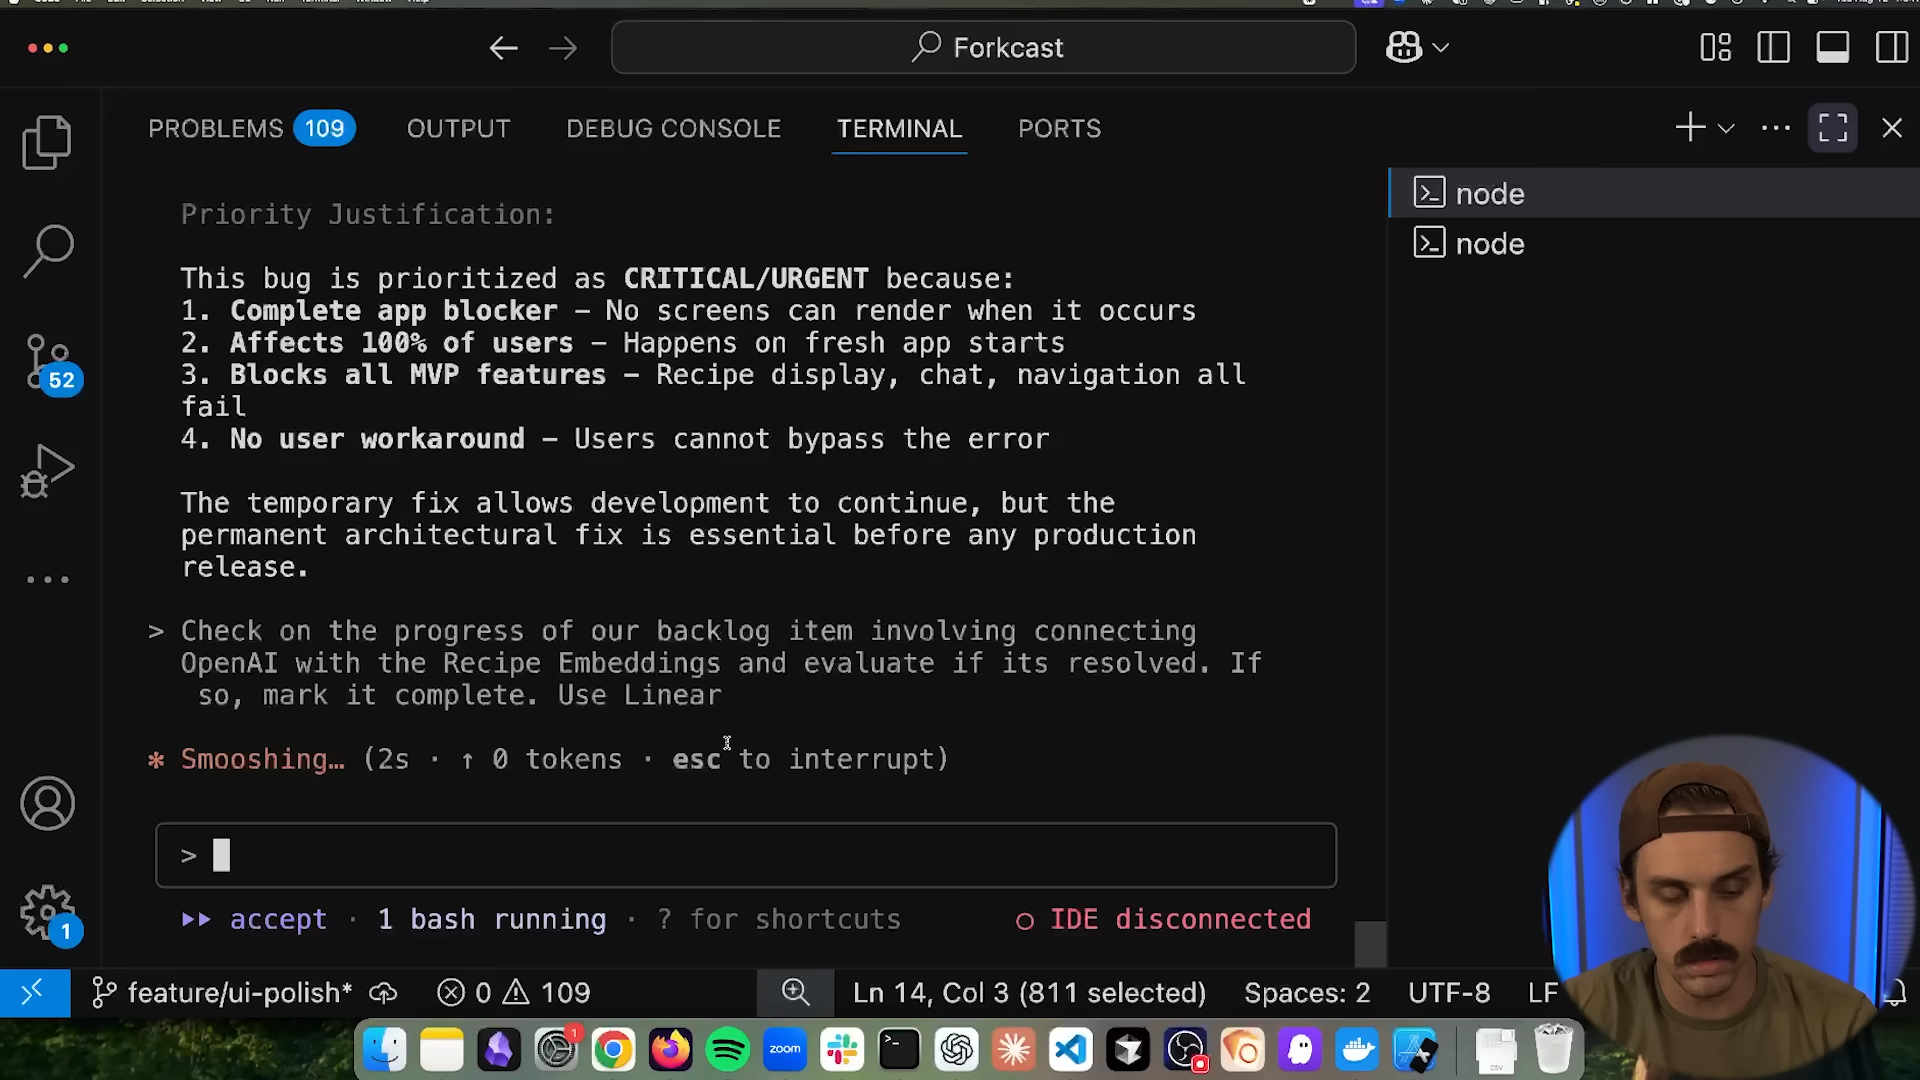 Forkcast
PROBLEMS 109 OUTPUT DEBUG CONSOLE TERMINAL PORTS
node
node
Priority Justification:
This bug is prioritized as CRITICAL/URGENT because:
1. Complete app blocker – No screens can render when it occurs
2. Affects 100% of users – Happens on fresh app starts
3. Blocks all MVP features – Recipe display, chat, navigation all
fail
4. No user workaround – Users cannot bypass the error
The temporary fix allows development to continue, but the
permanent architectural fix is essential before any production
release.
> Check on the progress of our backlog item involving connecting
OpenAI with the Recipe Embeddings and evaluate if its resolved. If
so, mark it complete. Use Linear
* Smooshing… (2s · ↑ 0 tokens · esc to interrupt)
>
accept · 1 bash running · ? for shortcuts ○ IDE disconnected
52
1
feature/ui-polish* 0 109 Ln 14, Col 3 (811 selected) Spaces: 2 UTF-8 LF
1
zoom
CSV